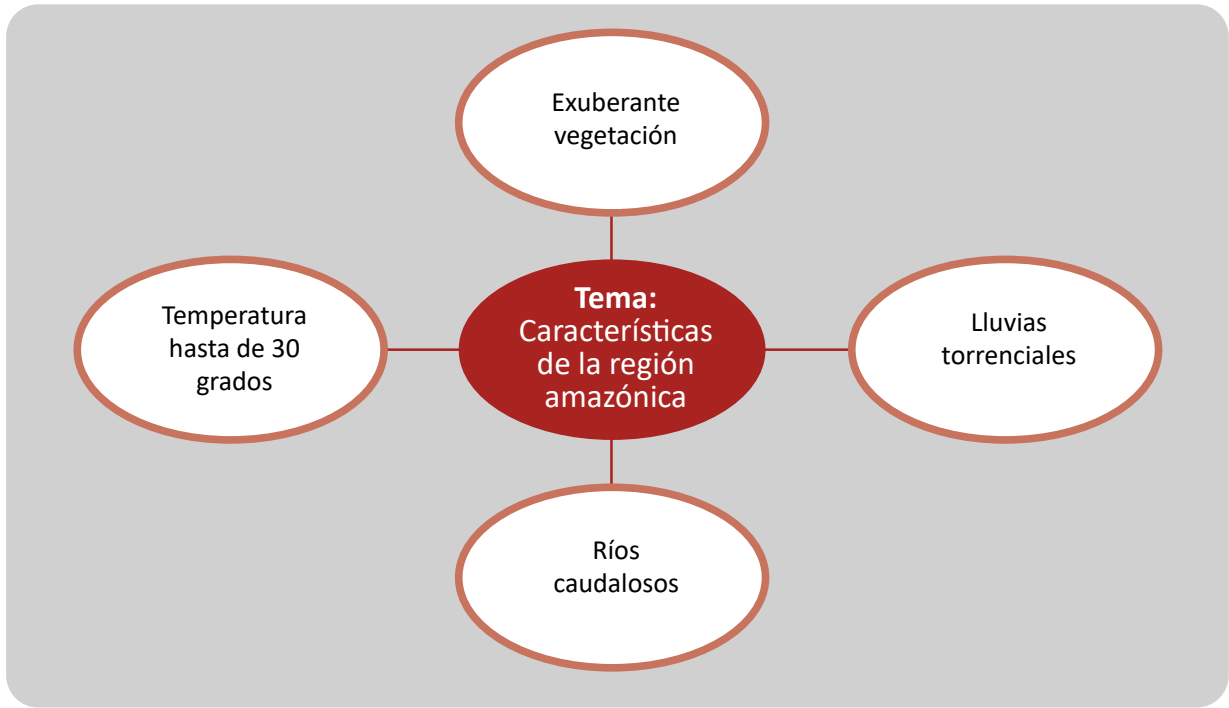 Exuberante
vegetación
Temperatura
hasta de 30
grados
Tema:
Características
de la región
amazónica
Lluvias
torrenciales
Ríos
caudalosos